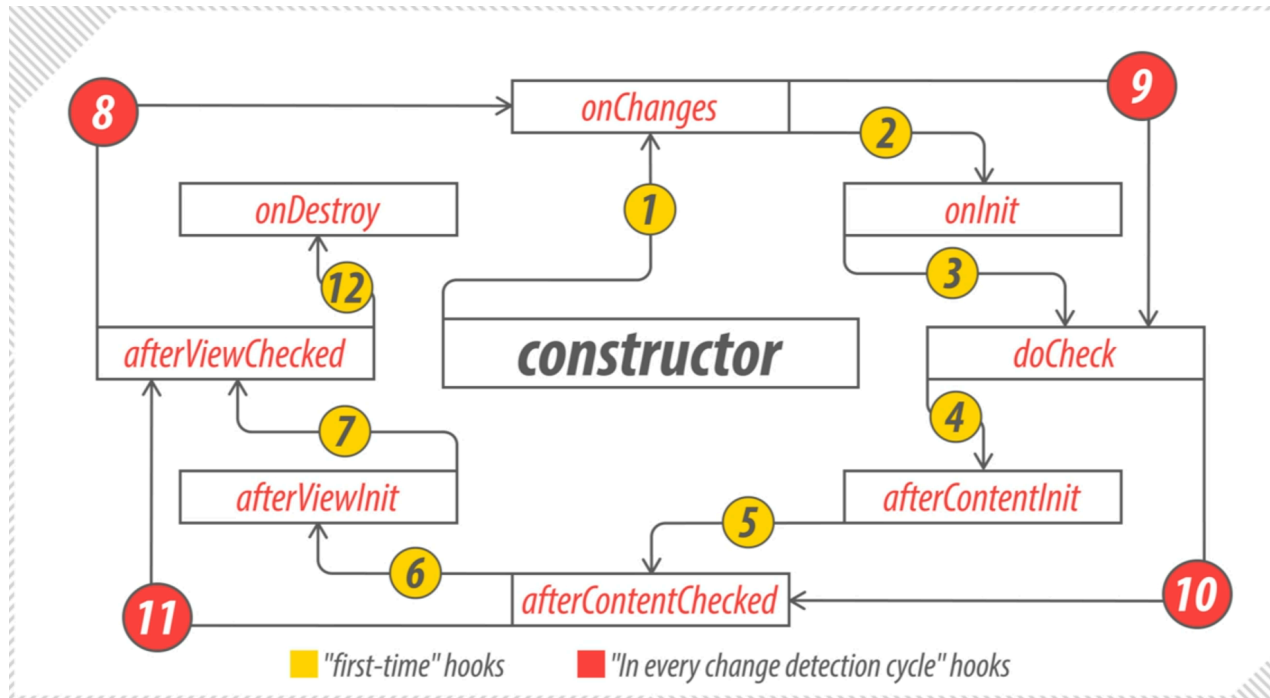 8
onChanges
9
2
onDestroy
1
onInit
12
3
afterViewChecked
constructor
doCheck
7
4
afterViewInit
afterContentInit
5
6
afterContentChecked
10
11
"first-time" hooks
"In every change detection cycle" hooks